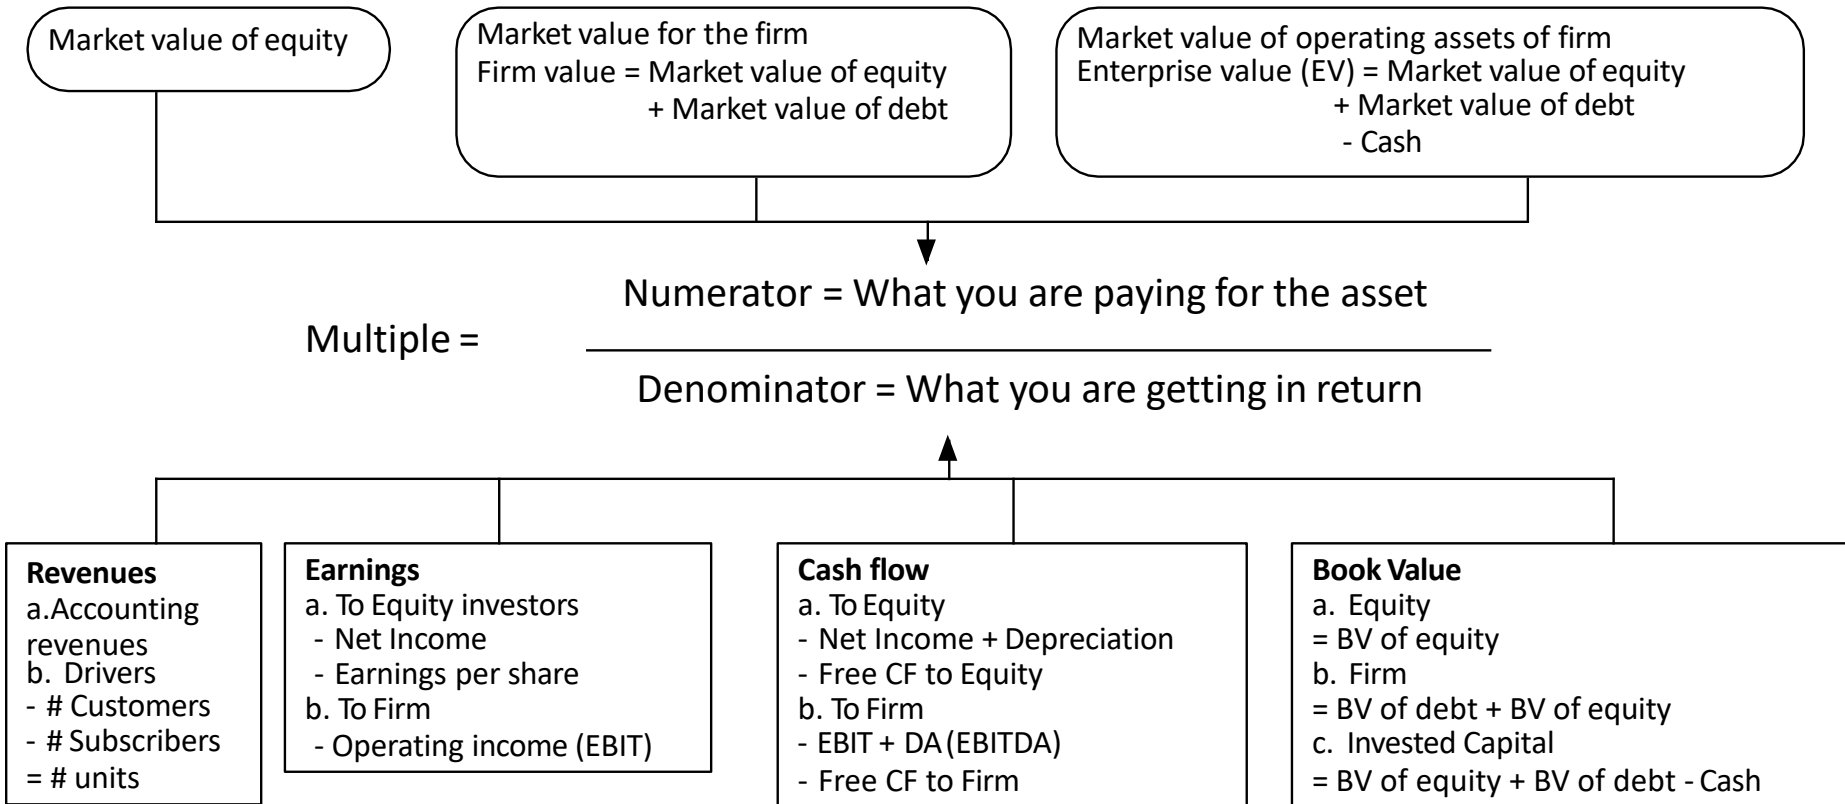 Market value of equity
Market value for the firm
Firm value = Market value of equity
+ Market value of debt
Market value of operating assets of firm
Enterprise value (EV) = Market value of equity
+ Market value of debt
- Cash
Numerator = What you are paying for the asset
Multiple =
Denominator = What you are getting in return
Revenues
a.Accounting
revenues
b. Drivers
- # Customers
- # Subscribers
= # units
Earnings
a. To Equity investors
- Net Income
- Earnings per share
b. To Firm
- Operating income (EBIT)
Cash flow
a. To Equity
- Net Income + Depreciation
- Free CF to Equity
b. To Firm
- EBIT + DA (EBITDA)
- Free CF to Firm
Book Value
a. Equity
= BV of equity
b. Firm
= BV of debt + BV of equity
c. Invested Capital
= BV of equity + BV of debt - Cash